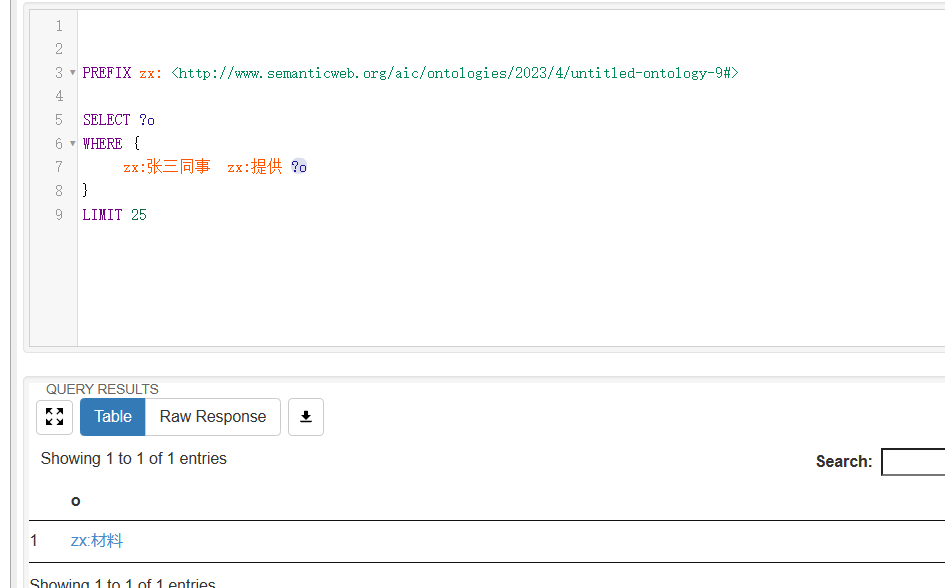 1
2
3 PREFIX zx: <http://www.semanticweb.org/aic/ontologies/2023/4/untitled-ontology-9#>
4
5 SELECT ?o
6 WHERE {
7 zx:张三同事 zx:提供 ?o
8 }
9 LIMIT 25
QUERY RESULTS
Table Raw Response
Showing 1 to 1 of 1 entries
Search:
o
1 zx:材料
Showing 1 to 1 of 1 entries